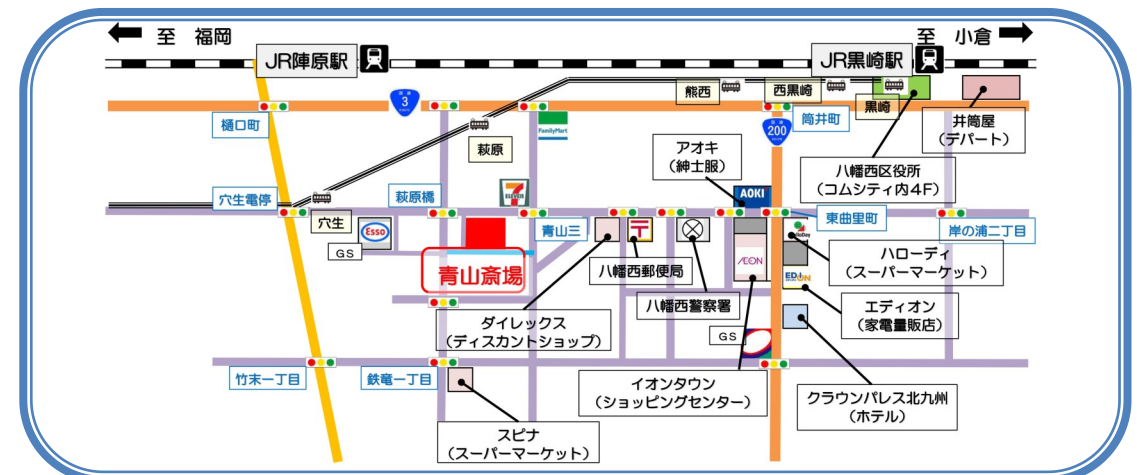 至 福岡
至 小倉
JR陣原駅
JR黒崎駅
3
熊西
西黒崎
黒崎
樋口町
筒井町
井筒屋
(デパート)
FamilyMart
200
萩原
アオキ
(紳士服)
八幡西区役所
(コムシティ内4F)
穴生電停
萩原橋
7
ELEVEN
AOKI
東曲里町
穴生
Esso
青山三
岸の浦二丁目
GS
ハローディ
(スーパーマーケット)
青山斎場
八幡西郵便局
ÆON
八幡西警察署
エディオン
(家電量販店)
ダイレックス
(ディスカントショップ)
GS
竹末一丁目
鉄竜一丁目
イオンタウン
(ショッピングセンター)
クラウンパレス北九州
(ホテル)
スピナ
(スーパーマーケット)